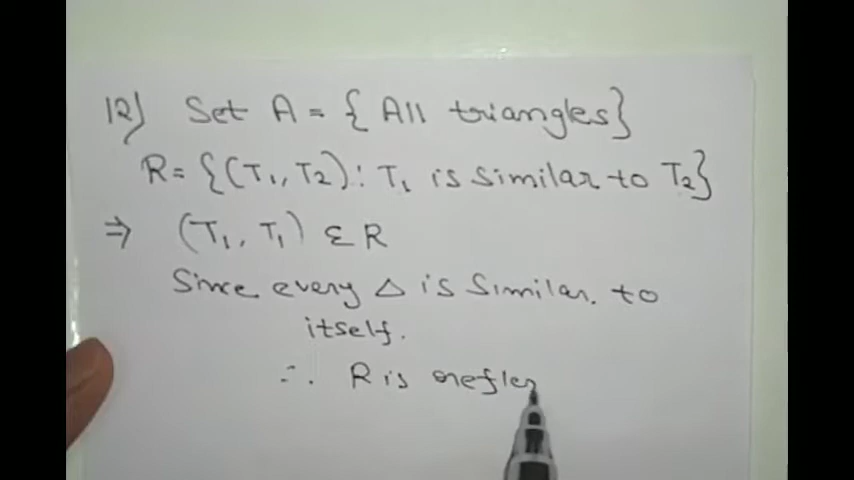 12) Set A = { All triangles}
R = {(T₁, T₂) : T₁ is similar to T₂}
⇒ (T₁, T₁) ε R
Since every Δ is similar. to
itself.
∴ R is reflex